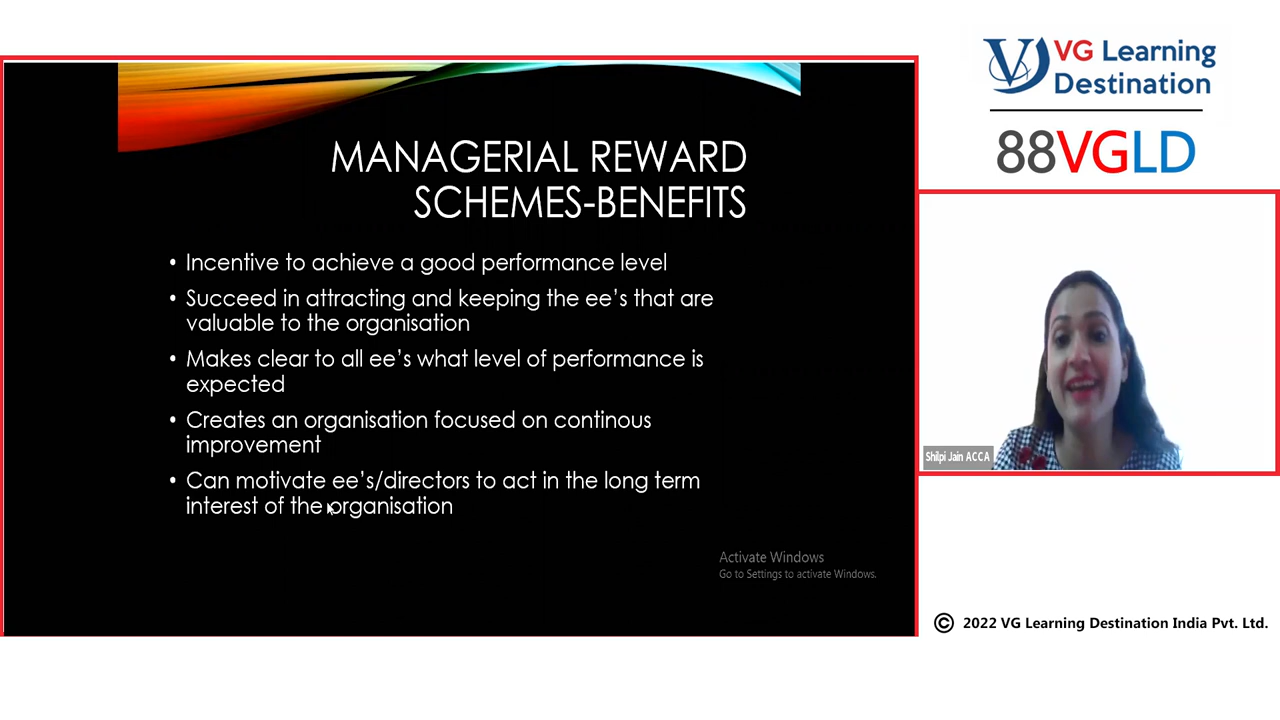 MANAGERIAL REWARD
SCHEMES-BENEFITS
• Incentive to achieve a good performance level
• Succeed in attracting and keeping the ee's that are
valuable to the organisation
• Makes clear to all ee's what level of performance is
expected
• Creates an organisation focused on continous
improvement
• Can motivate ee's/directors to act in the long term
interest of the organisation
Activate Windows
Go to Settings to activate Windows.
VG Learning
Destination
88VGLD
Shilpi Jain ACCA
© 2022 VG Learning Destination India Pvt. Ltd.